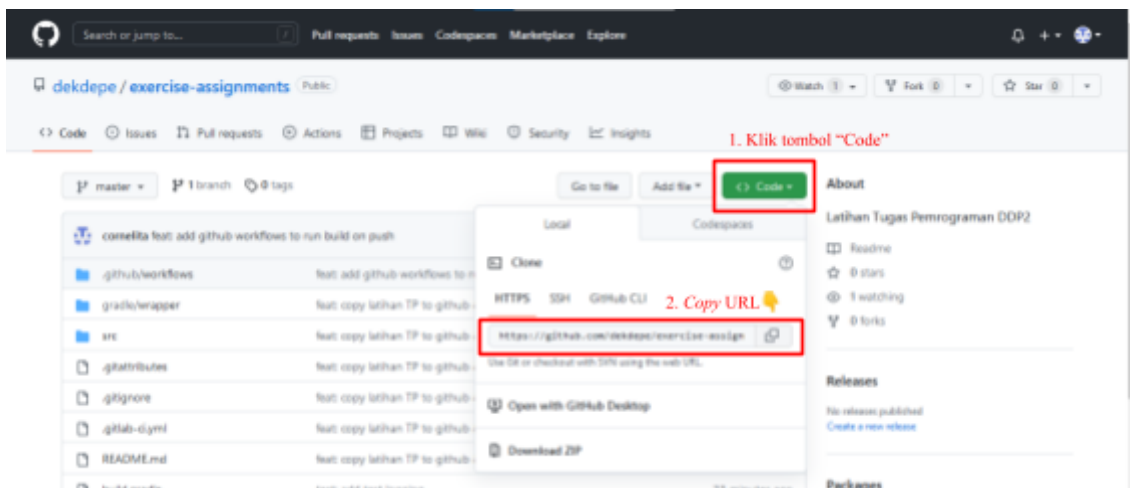 Search or jump to... /
Pull requests Issues Codespaces Marketplace Explore
dekdepe / exercise-assignments Public
Watch 1 Fork 0 Star 0
Code Issues Pull requests Actions Projects Wiki Security Insights
1. Klik tombol “Code”
master 1 branch 0 tags
Go to file Add file Code
About
Latihan Tugas Pemrograman DDP2
Readme
0 stars
1 watching
0 forks
cornelita feat: add github workflows to run build on push
.github/workflows feat: add github workflows to
gradle/wrapper feat: copy latihan TP to github
src feat: copy latihan TP to github
.gitattributes feat: copy latihan TP to github
.gitignore feat: copy latihan TP to github
.gitlab-ci.yml feat: copy latihan TP to github
README.md feat: copy latihan TP to github
Local Codespaces
Clone
HTTPS SSH GitHub CLI
2. Copy URL👇
https://github.com/dekdepe/exercise-assign
Use Git or checkout with SVN using the web URL.
Open with GitHub Desktop
Download ZIP
Releases
No releases published
Create a new release
Packages